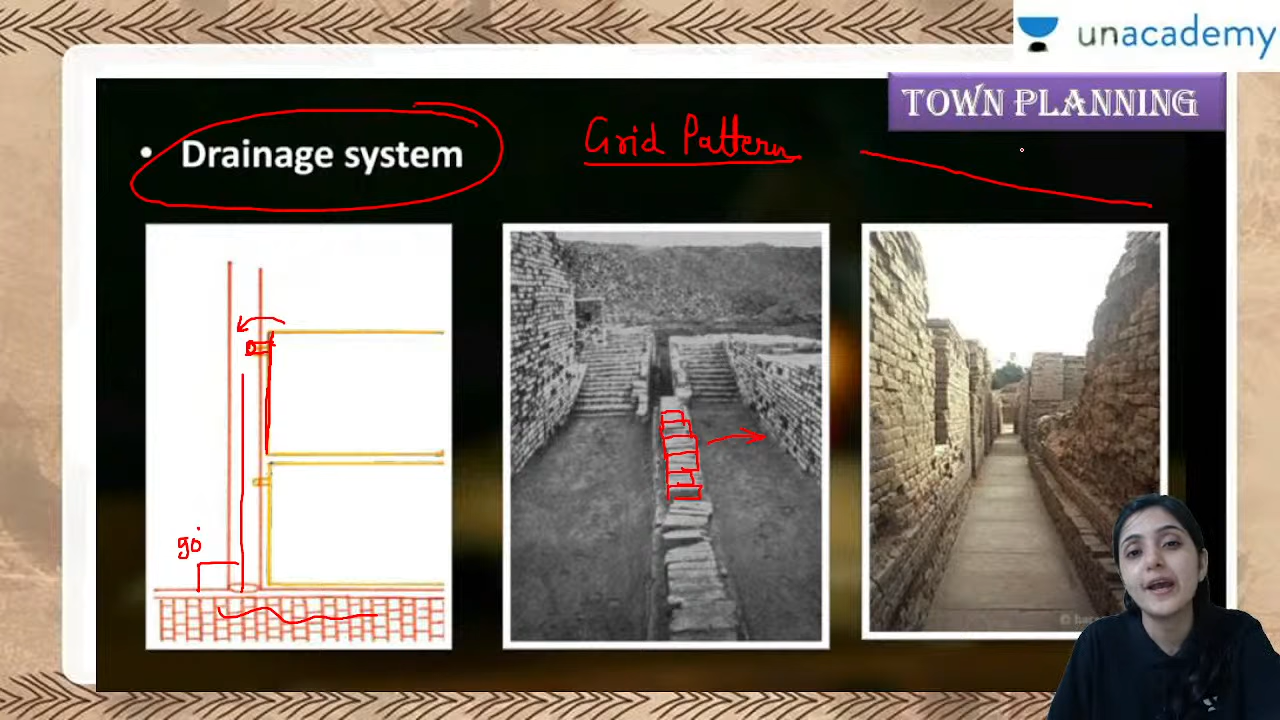 unacademy
TOWN PLANNING
• Drainage system
Grid Pattern
90°